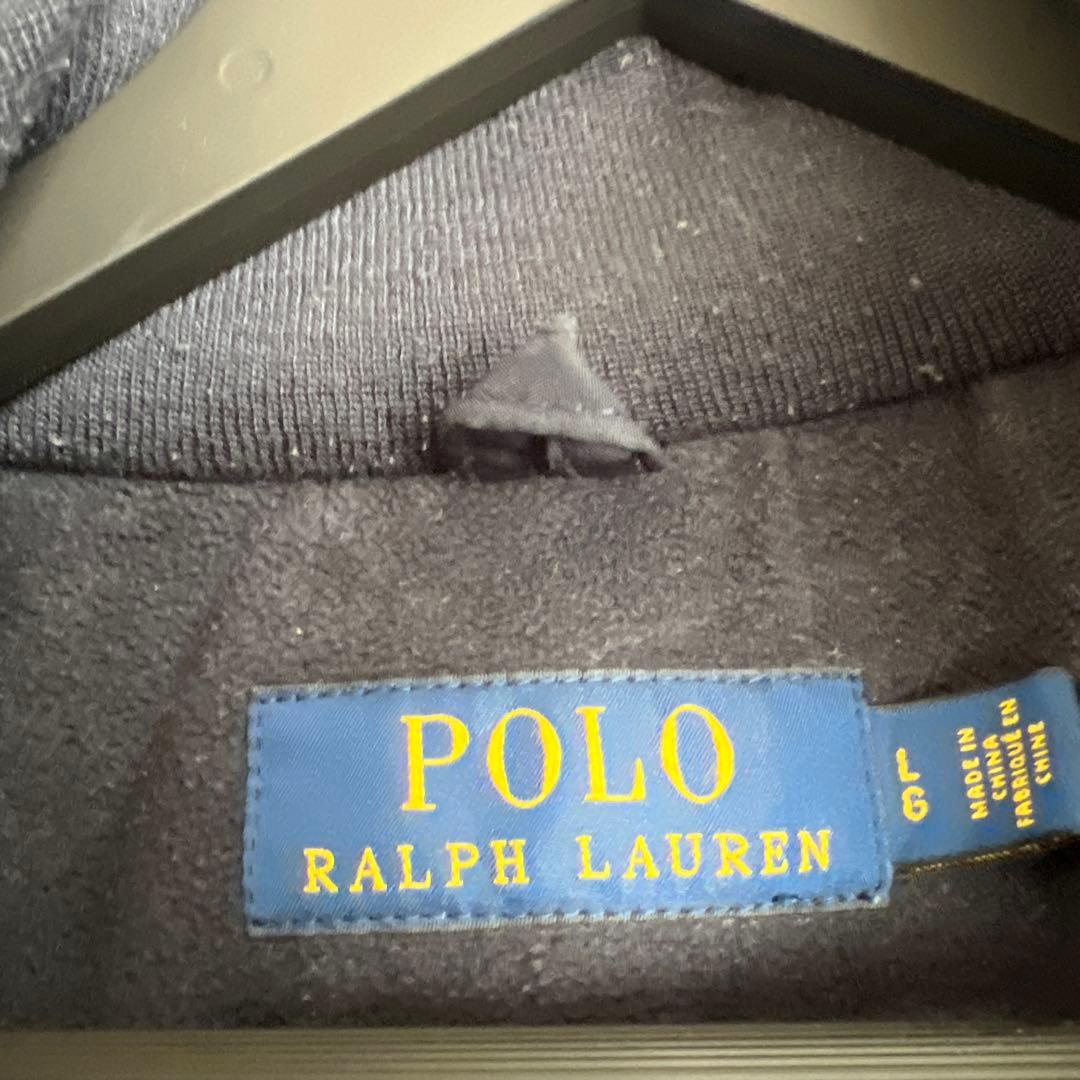 POLO
RALPH LAUREN
L
G
MADE IN
CHINA
FABRIQUÉ EN
CHINE